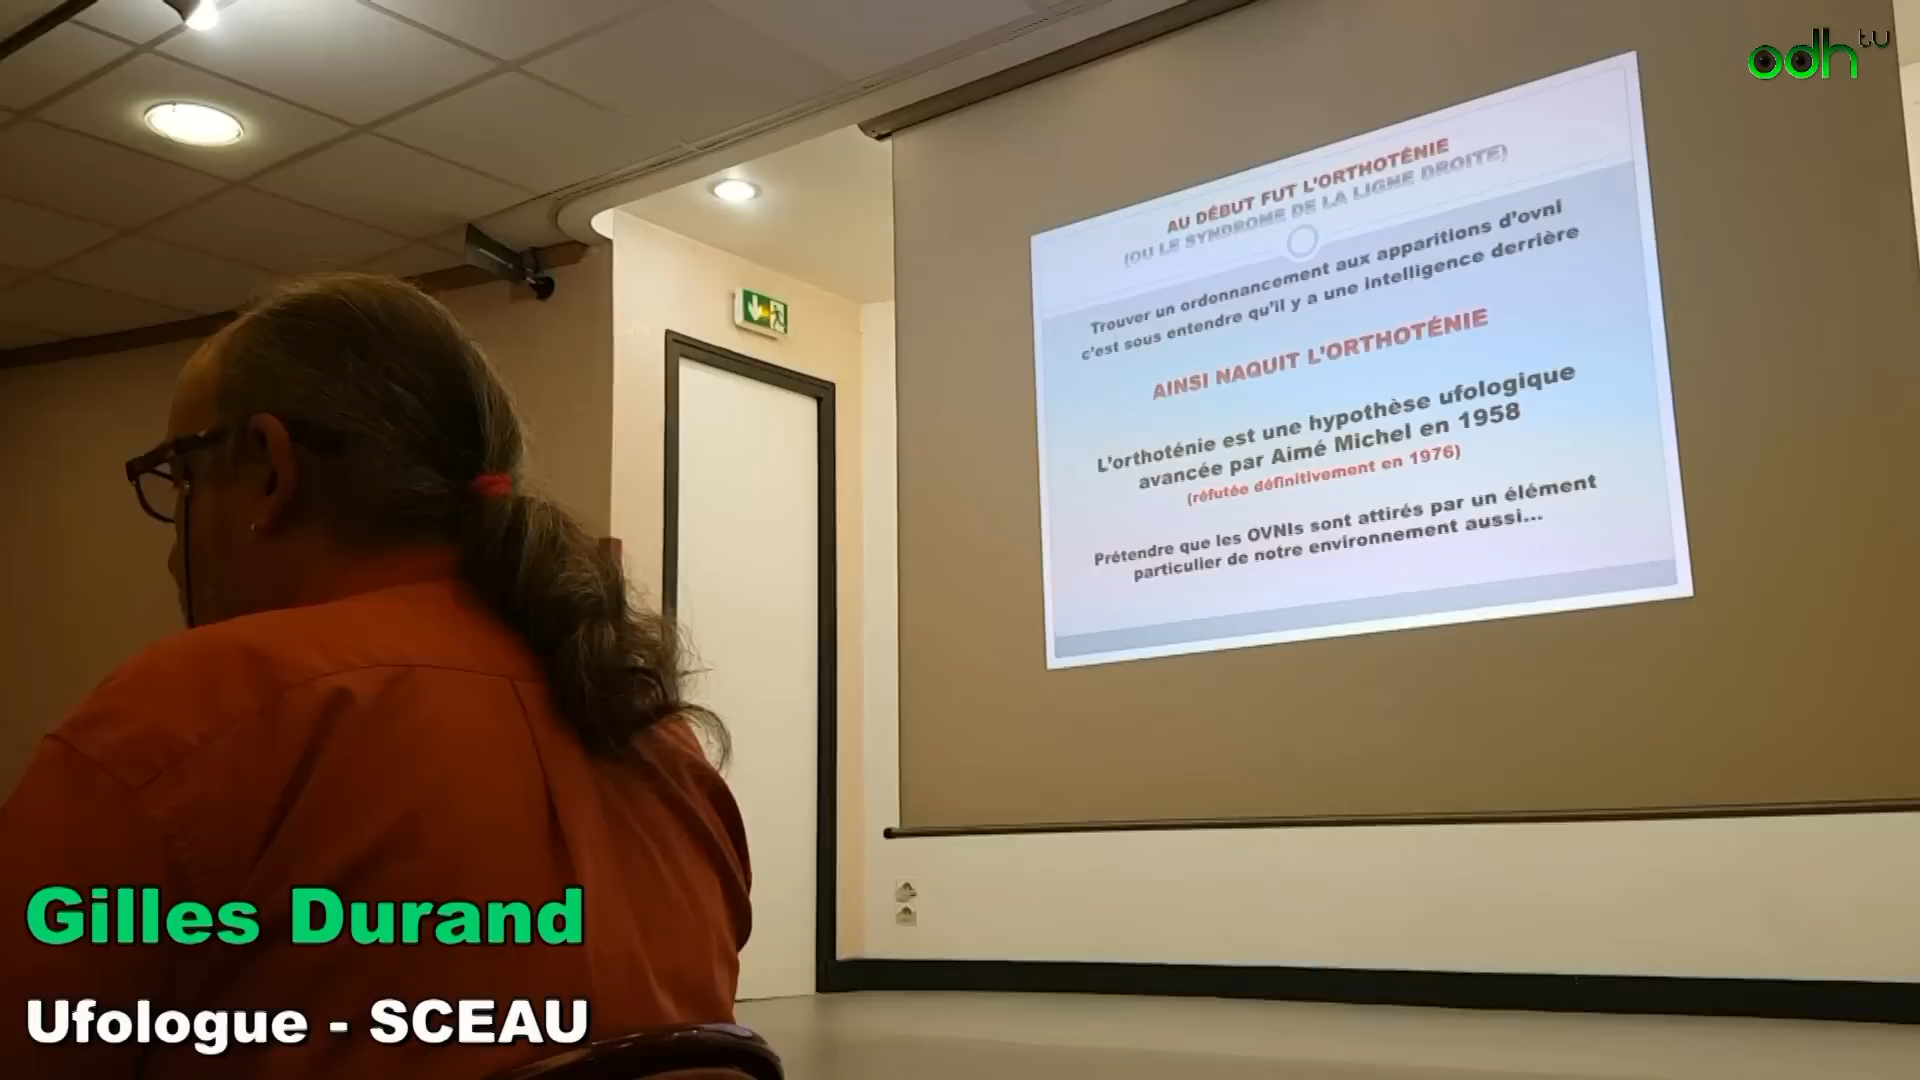 odh tv
AU DÉBUT FUT L'ORTHOTÉNIE
(OU LE SYNDROME DE LA LIGNE DROITE)
Trouver un ordonnancement aux apparitions d'ovni
c'est sous entendre qu'il y a une intelligence derrière
AINSI NAQUIT L'ORTHOTÉNIE
L'orthoténie est une hypothèse ufologique
avancée par Aimé Michel en 1958
(réfutée définitivement en 1976)
Prétendre que les OVNIs sont attirés par un élément
particulier de notre environnement aussi...
Gilles Durand
Ufologue - SCEAU